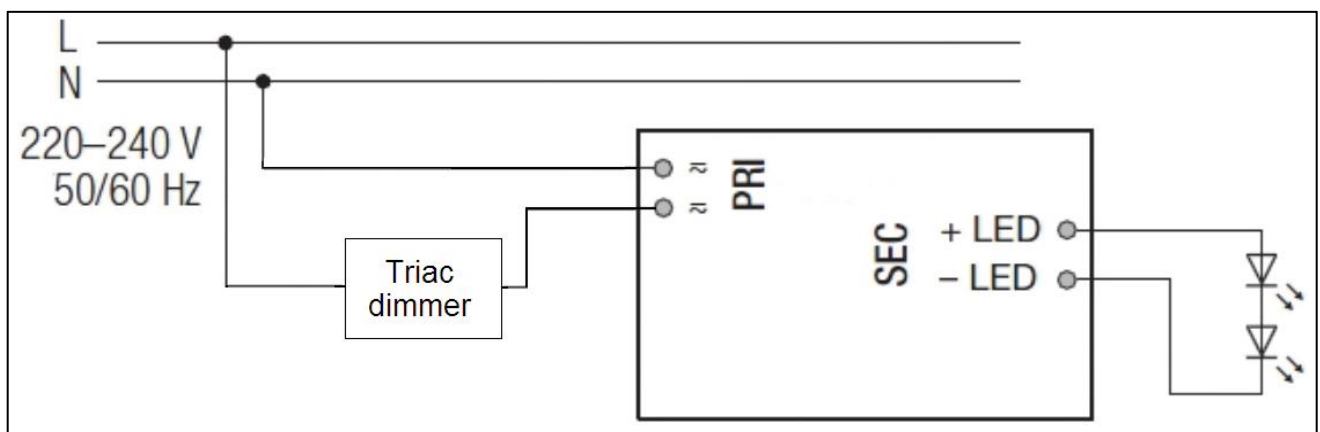 L
N
220–240 V
50/60 Hz
Triac
dimmer
≂
≂
PRI
SEC
+ LED
− LED